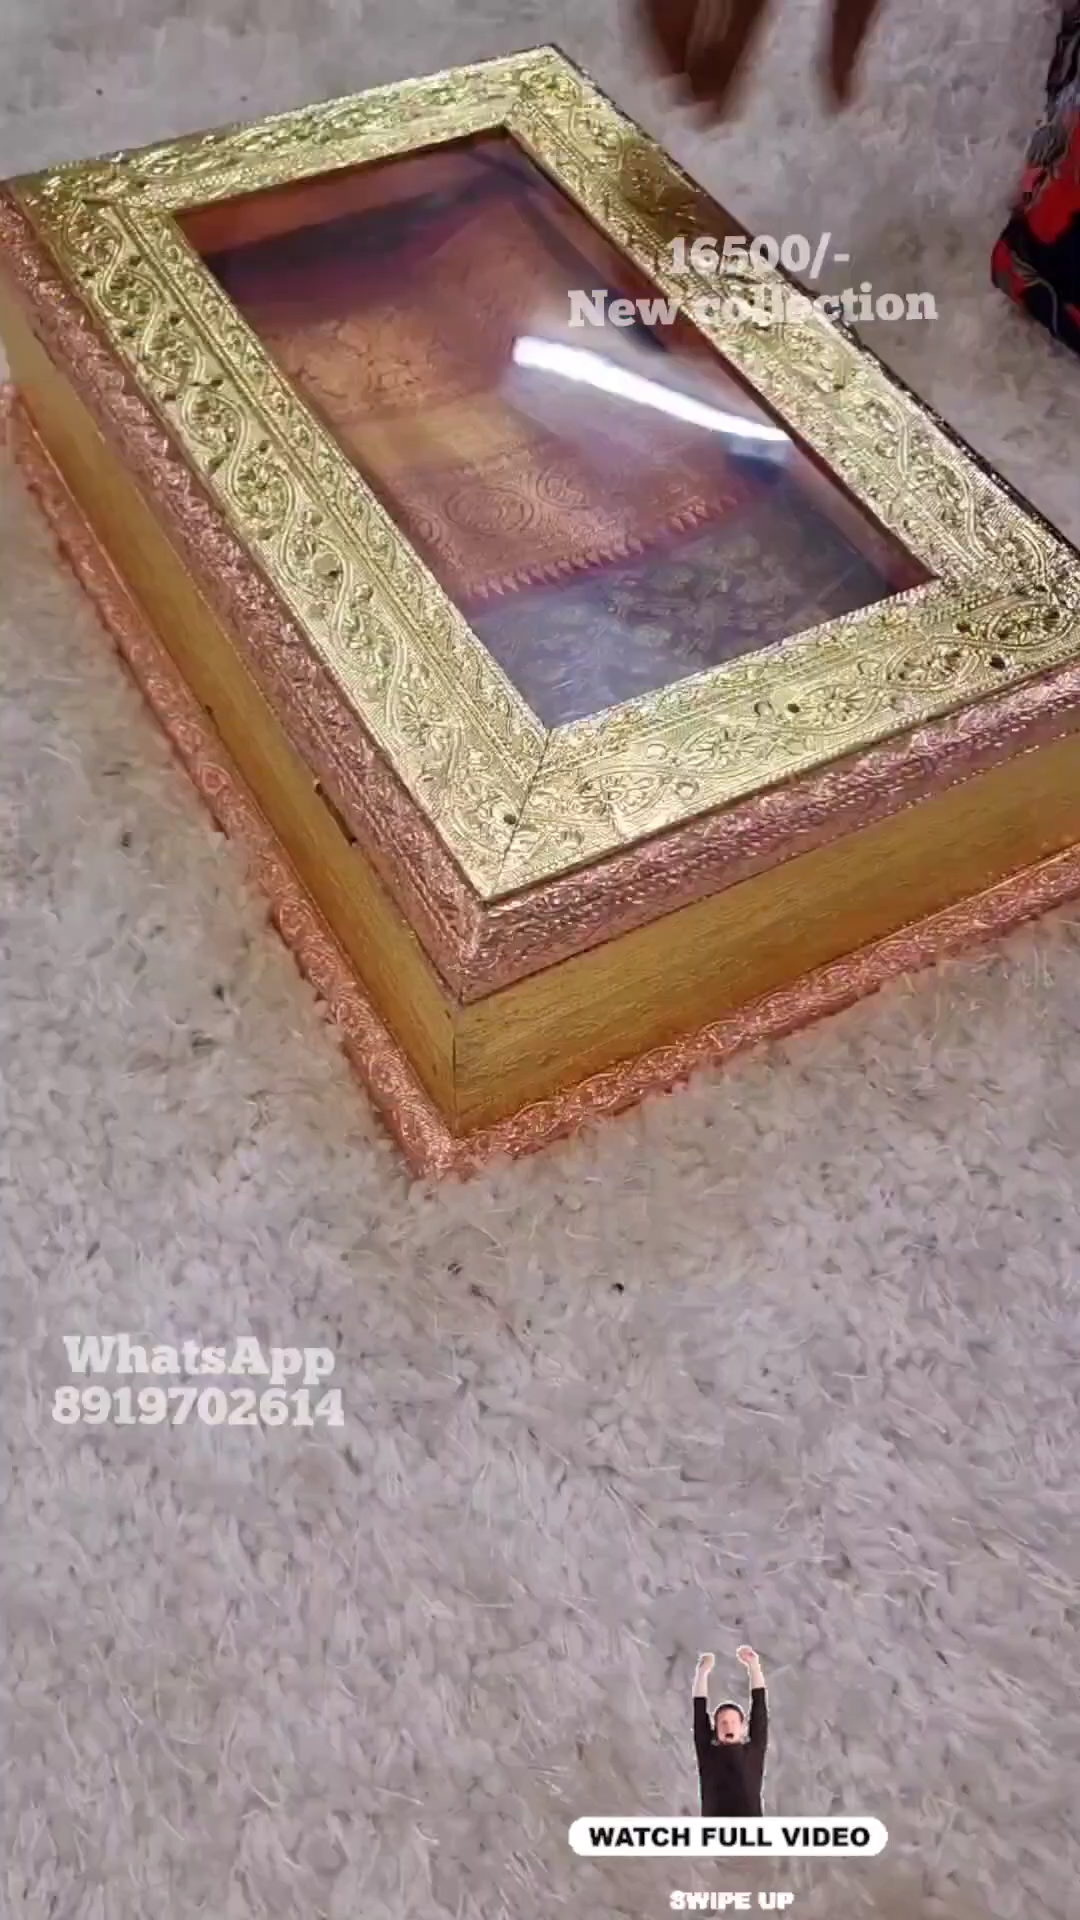 16500/-
New collection
WhatsApp
8919702614
WATCH FULL VIDEO
SWIPE UP